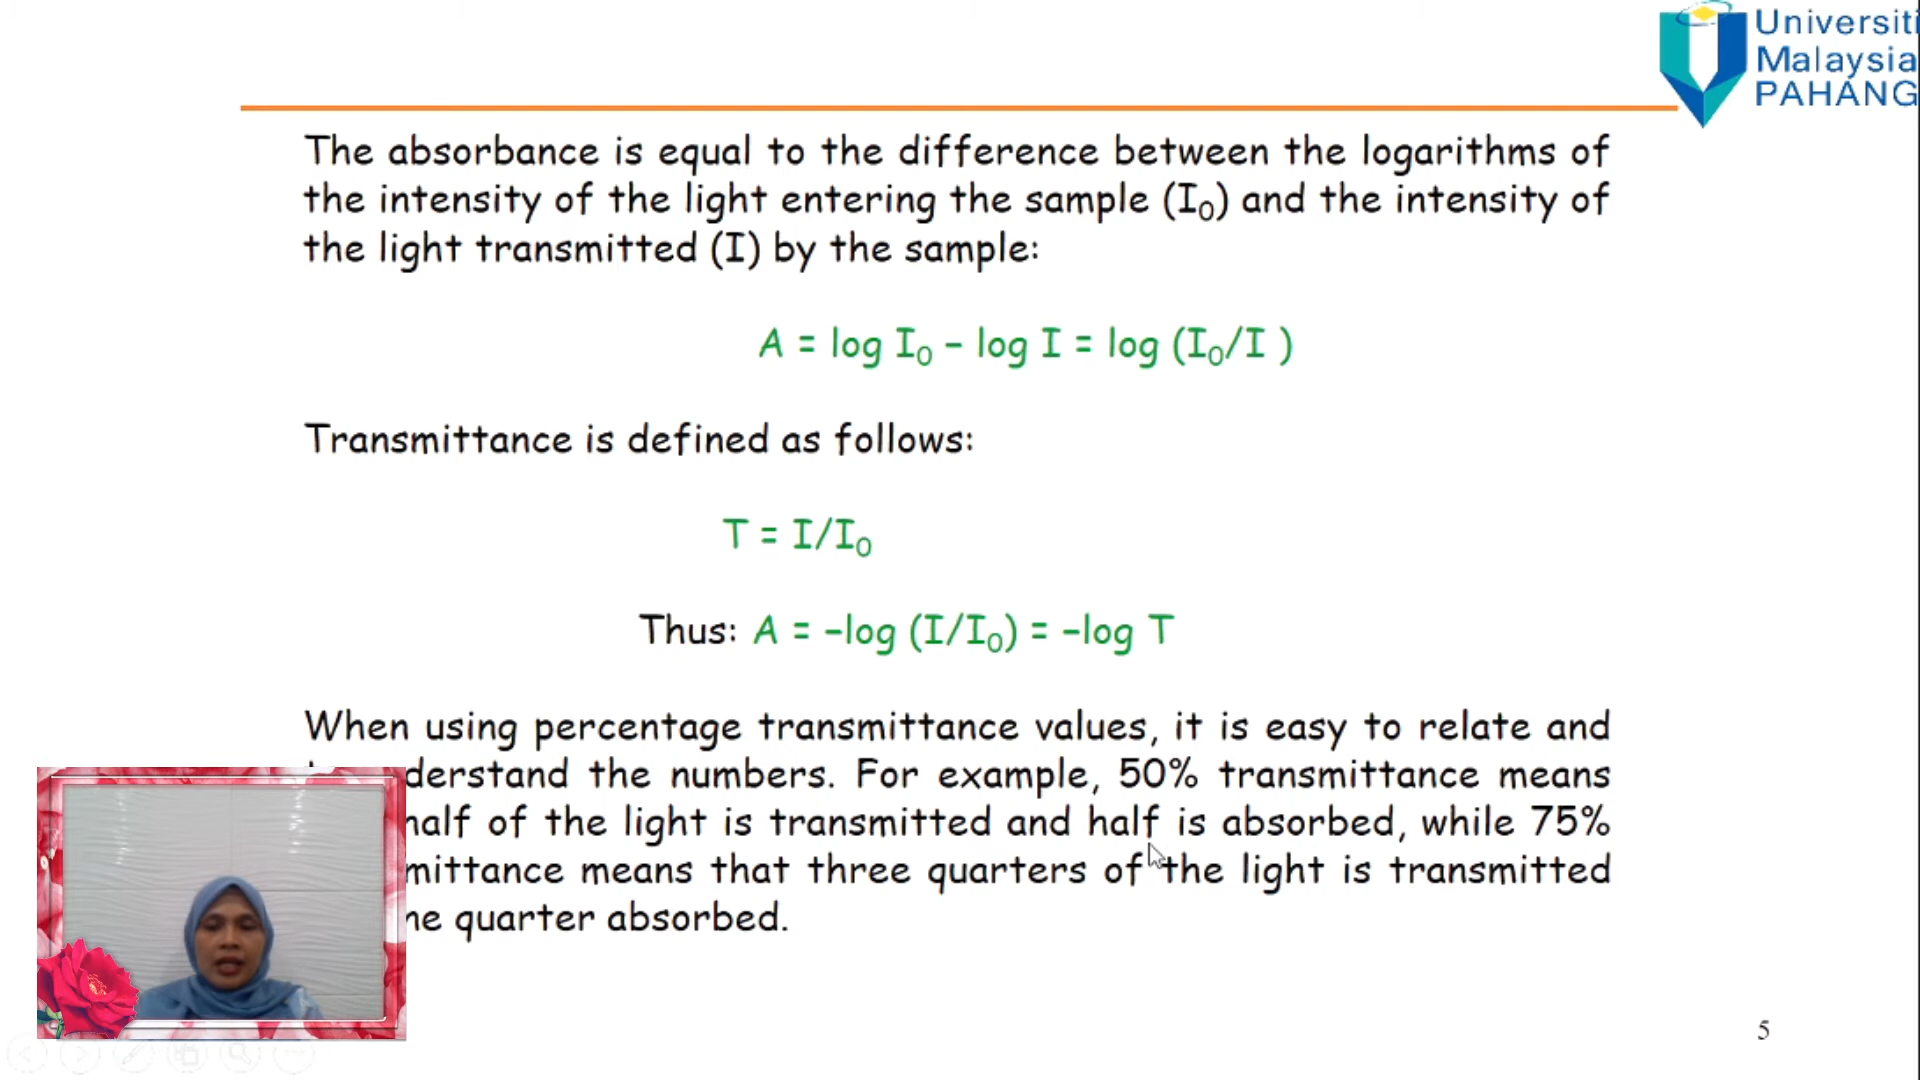 Universiti
Malaysia
PAHANG
The absorbance is equal to the difference between the logarithms of
the intensity of the light entering the sample (I₀) and the intensity of
the light transmitted (I) by the sample:
A = log I₀ – log I = log (I₀/I )
Transmittance is defined as follows:
T = I/I₀
Thus: A = –log (I/I₀) = –log T
When using percentage transmittance values, it is easy to relate and
the numbers. For example, 50% transmittance means
of the light is transmitted and half is absorbed, while 75%
means that three quarters of the light is transmitted
quarter absorbed.
5